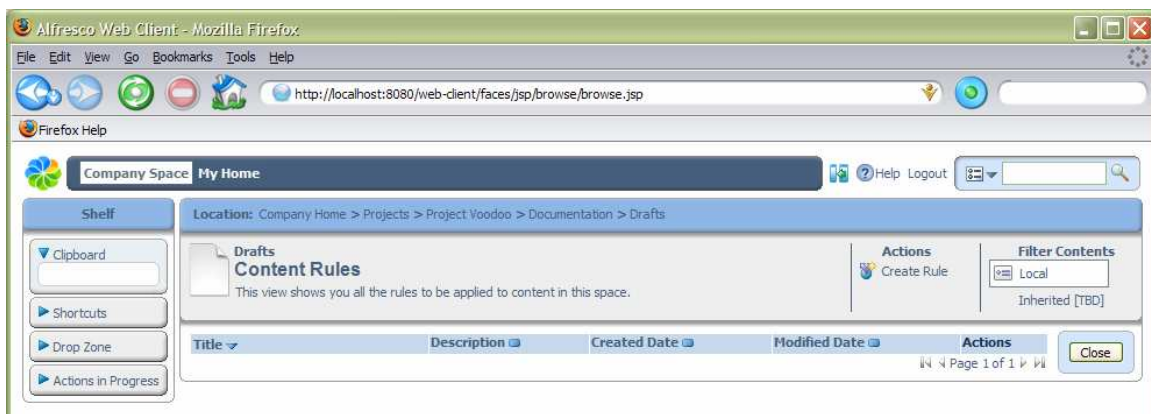 Alfresco Web Client - Mozilla Firefox
File Edit View Go Bookmarks Tools Help
http://localhost:8080/web-client/faces/jsp/browse/browse.jsp
Firefox Help
Company Space My Home Help Logout
Shelf
Location: Company Home > Projects > Project Voodoo > Documentation > Drafts
Clipboard
Shortcuts
Drop Zone
Actions in Progress
Drafts
Content Rules
This view shows you all the rules to be applied to content in this space.
Actions
Create Rule
Filter Contents
Local
Inherited [TBD]
Title Description Created Date Modified Date Actions
Page 1 of 1
Close